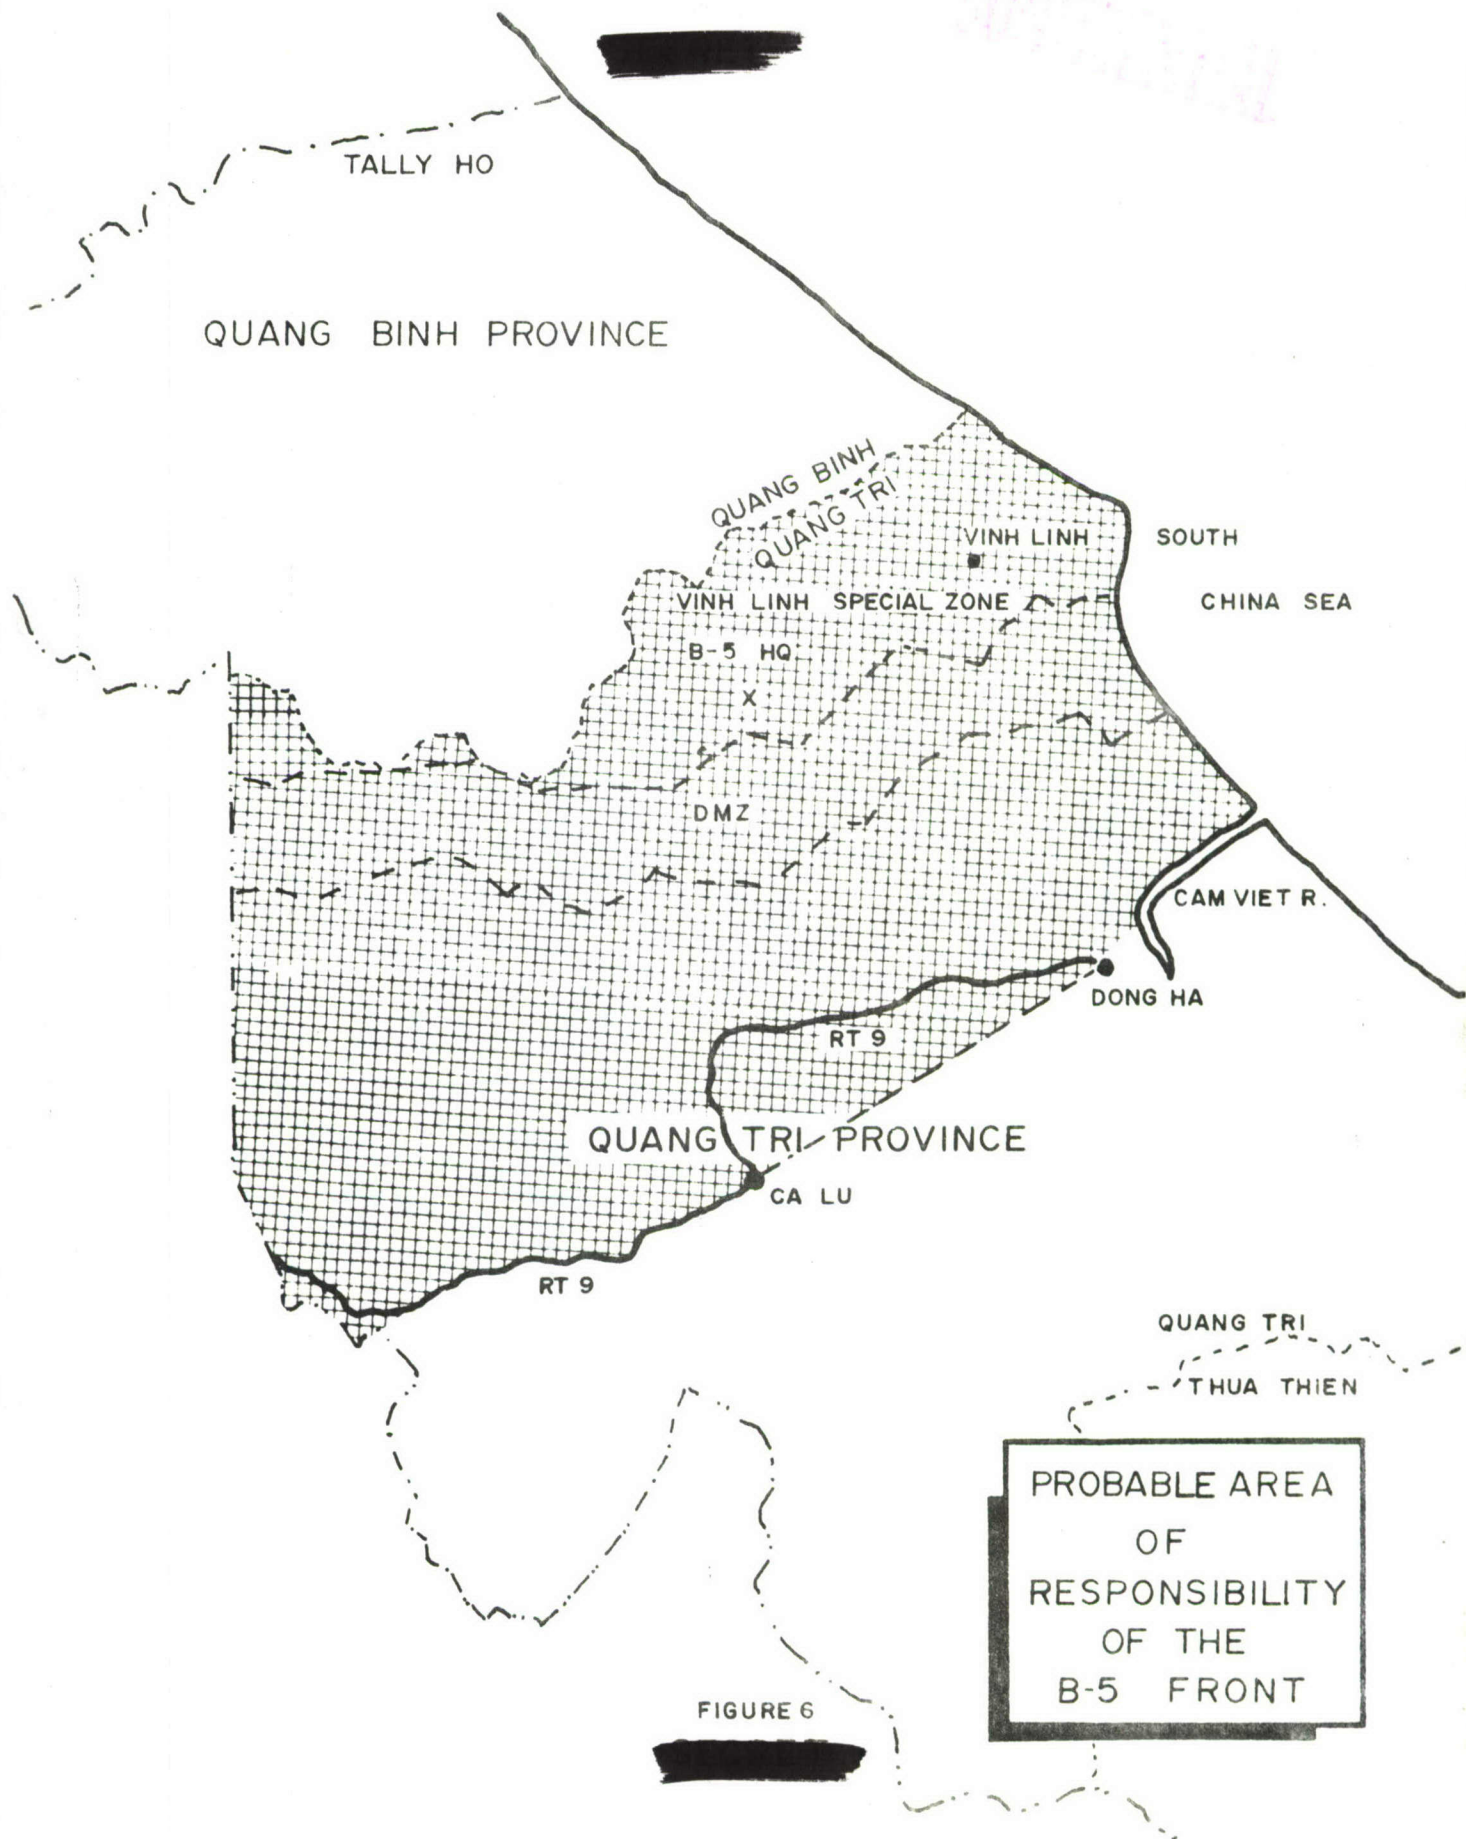 TALLY HO
QUANG BINH PROVINCE
QUANG BINH
QUANG TRI
VINH LINH
SOUTH
VINH LINH SPECIAL ZONE
CHINA SEA
B-5 HQ
X
DMZ
CAM VIET R.
DONG HA
RT 9
QUANG TRI PROVINCE
CA LU
RT 9
QUANG TRI
THUA THIEN
PROBABLE AREA
OF
RESPONSIBILITY
OF THE
B-5 FRONT
FIGURE 6